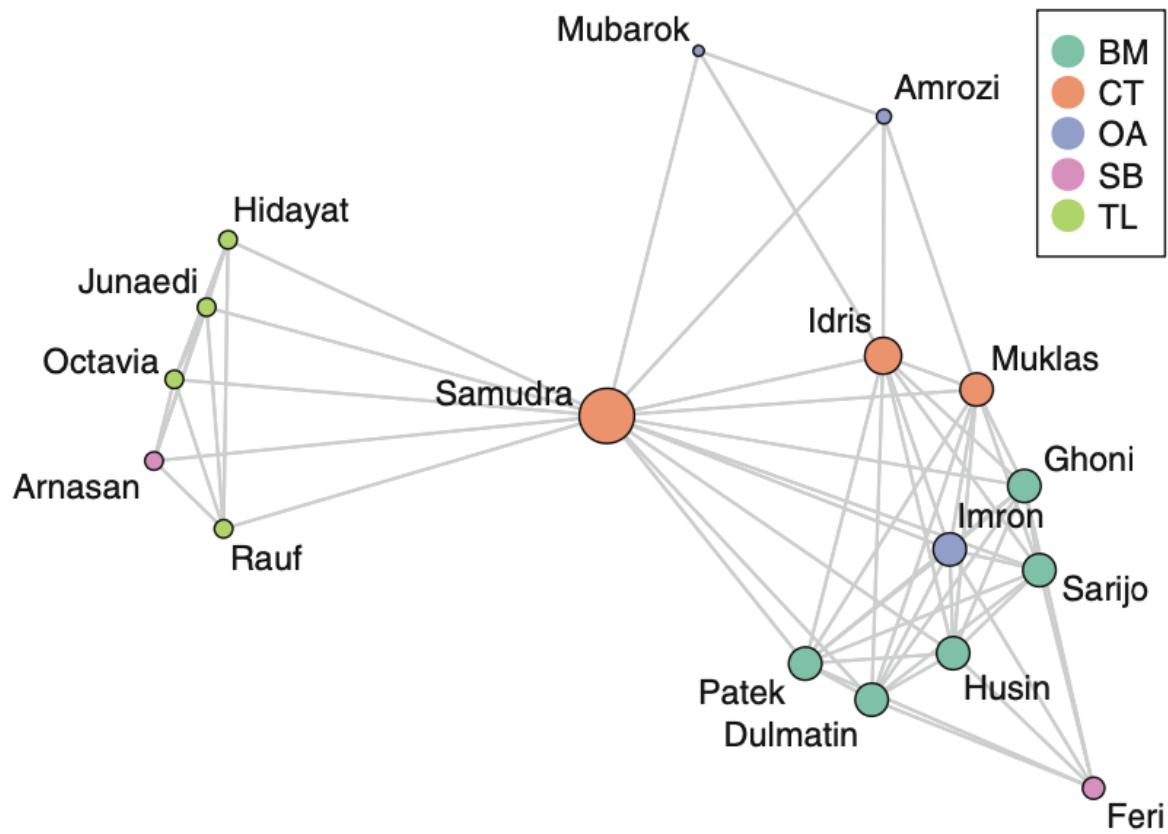 Mubarok
Amrozi
BM
CT
OA
SB
TL
Hidayat
Junaedi
Octavia
Samudra
Arnasan
Rauf
Idris
Muklas
Ghoni
Imron
Sarijo
Patek
Husin
Dulmatin
Feri